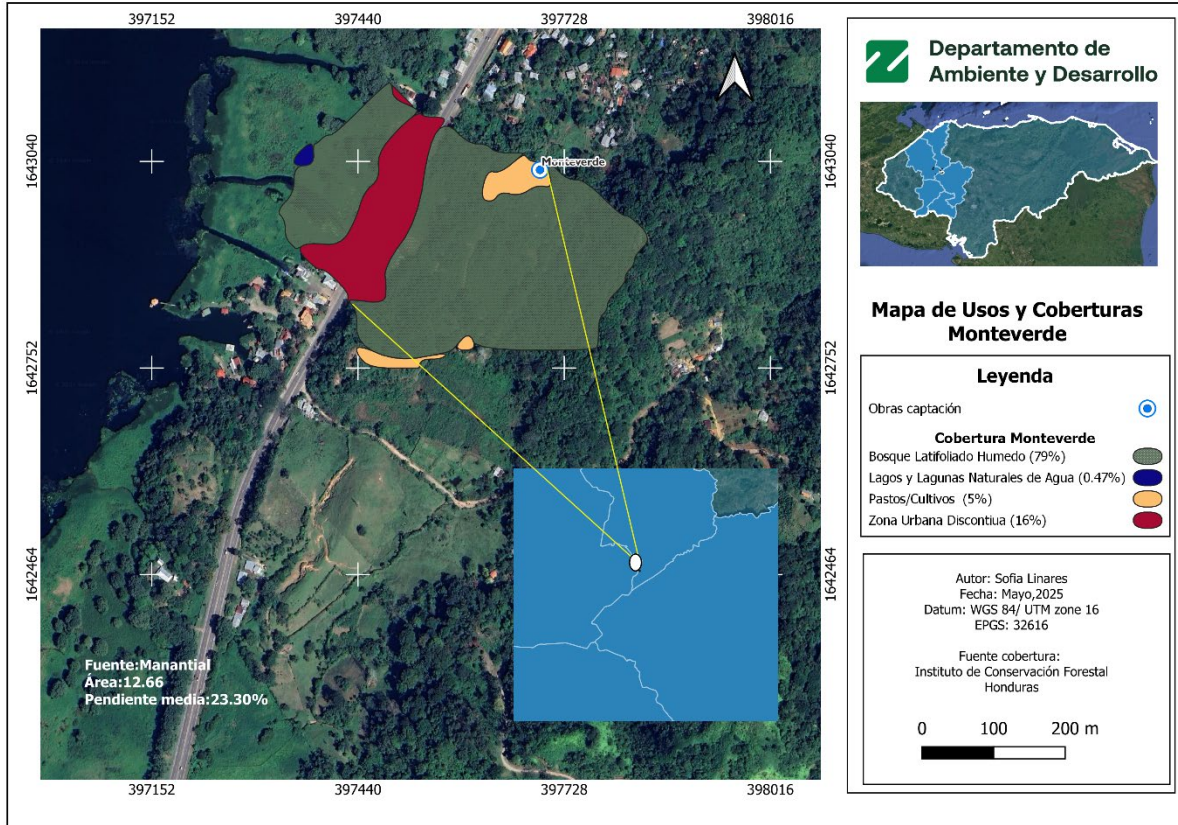 397152
397440
397728
398016
1643040
1642752
1642464
1643040
1642752
1642464
Monteverde
Fuente:Manantial
Área:12.66
Pendiente media:23.30%
397152
397440
397728
398016
Departamento de
Ambiente y Desarrollo
Mapa de Usos y Coberturas
Monteverde
Leyenda
Obras captación
Cobertura Monteverde
Bosque Latifoliado Humedo (79%)
Lagos y Lagunas Naturales de Agua (0.47%)
Pastos/Cultivos (5%)
Zona Urbana Discontiua (16%)
Autor: Sofia Linares
Fecha: Mayo,2025
Datum: WGS 84/ UTM zone 16
EPGS: 32616
Fuente cobertura:
Instituto de Conservación Forestal
Honduras
0 100 200 m